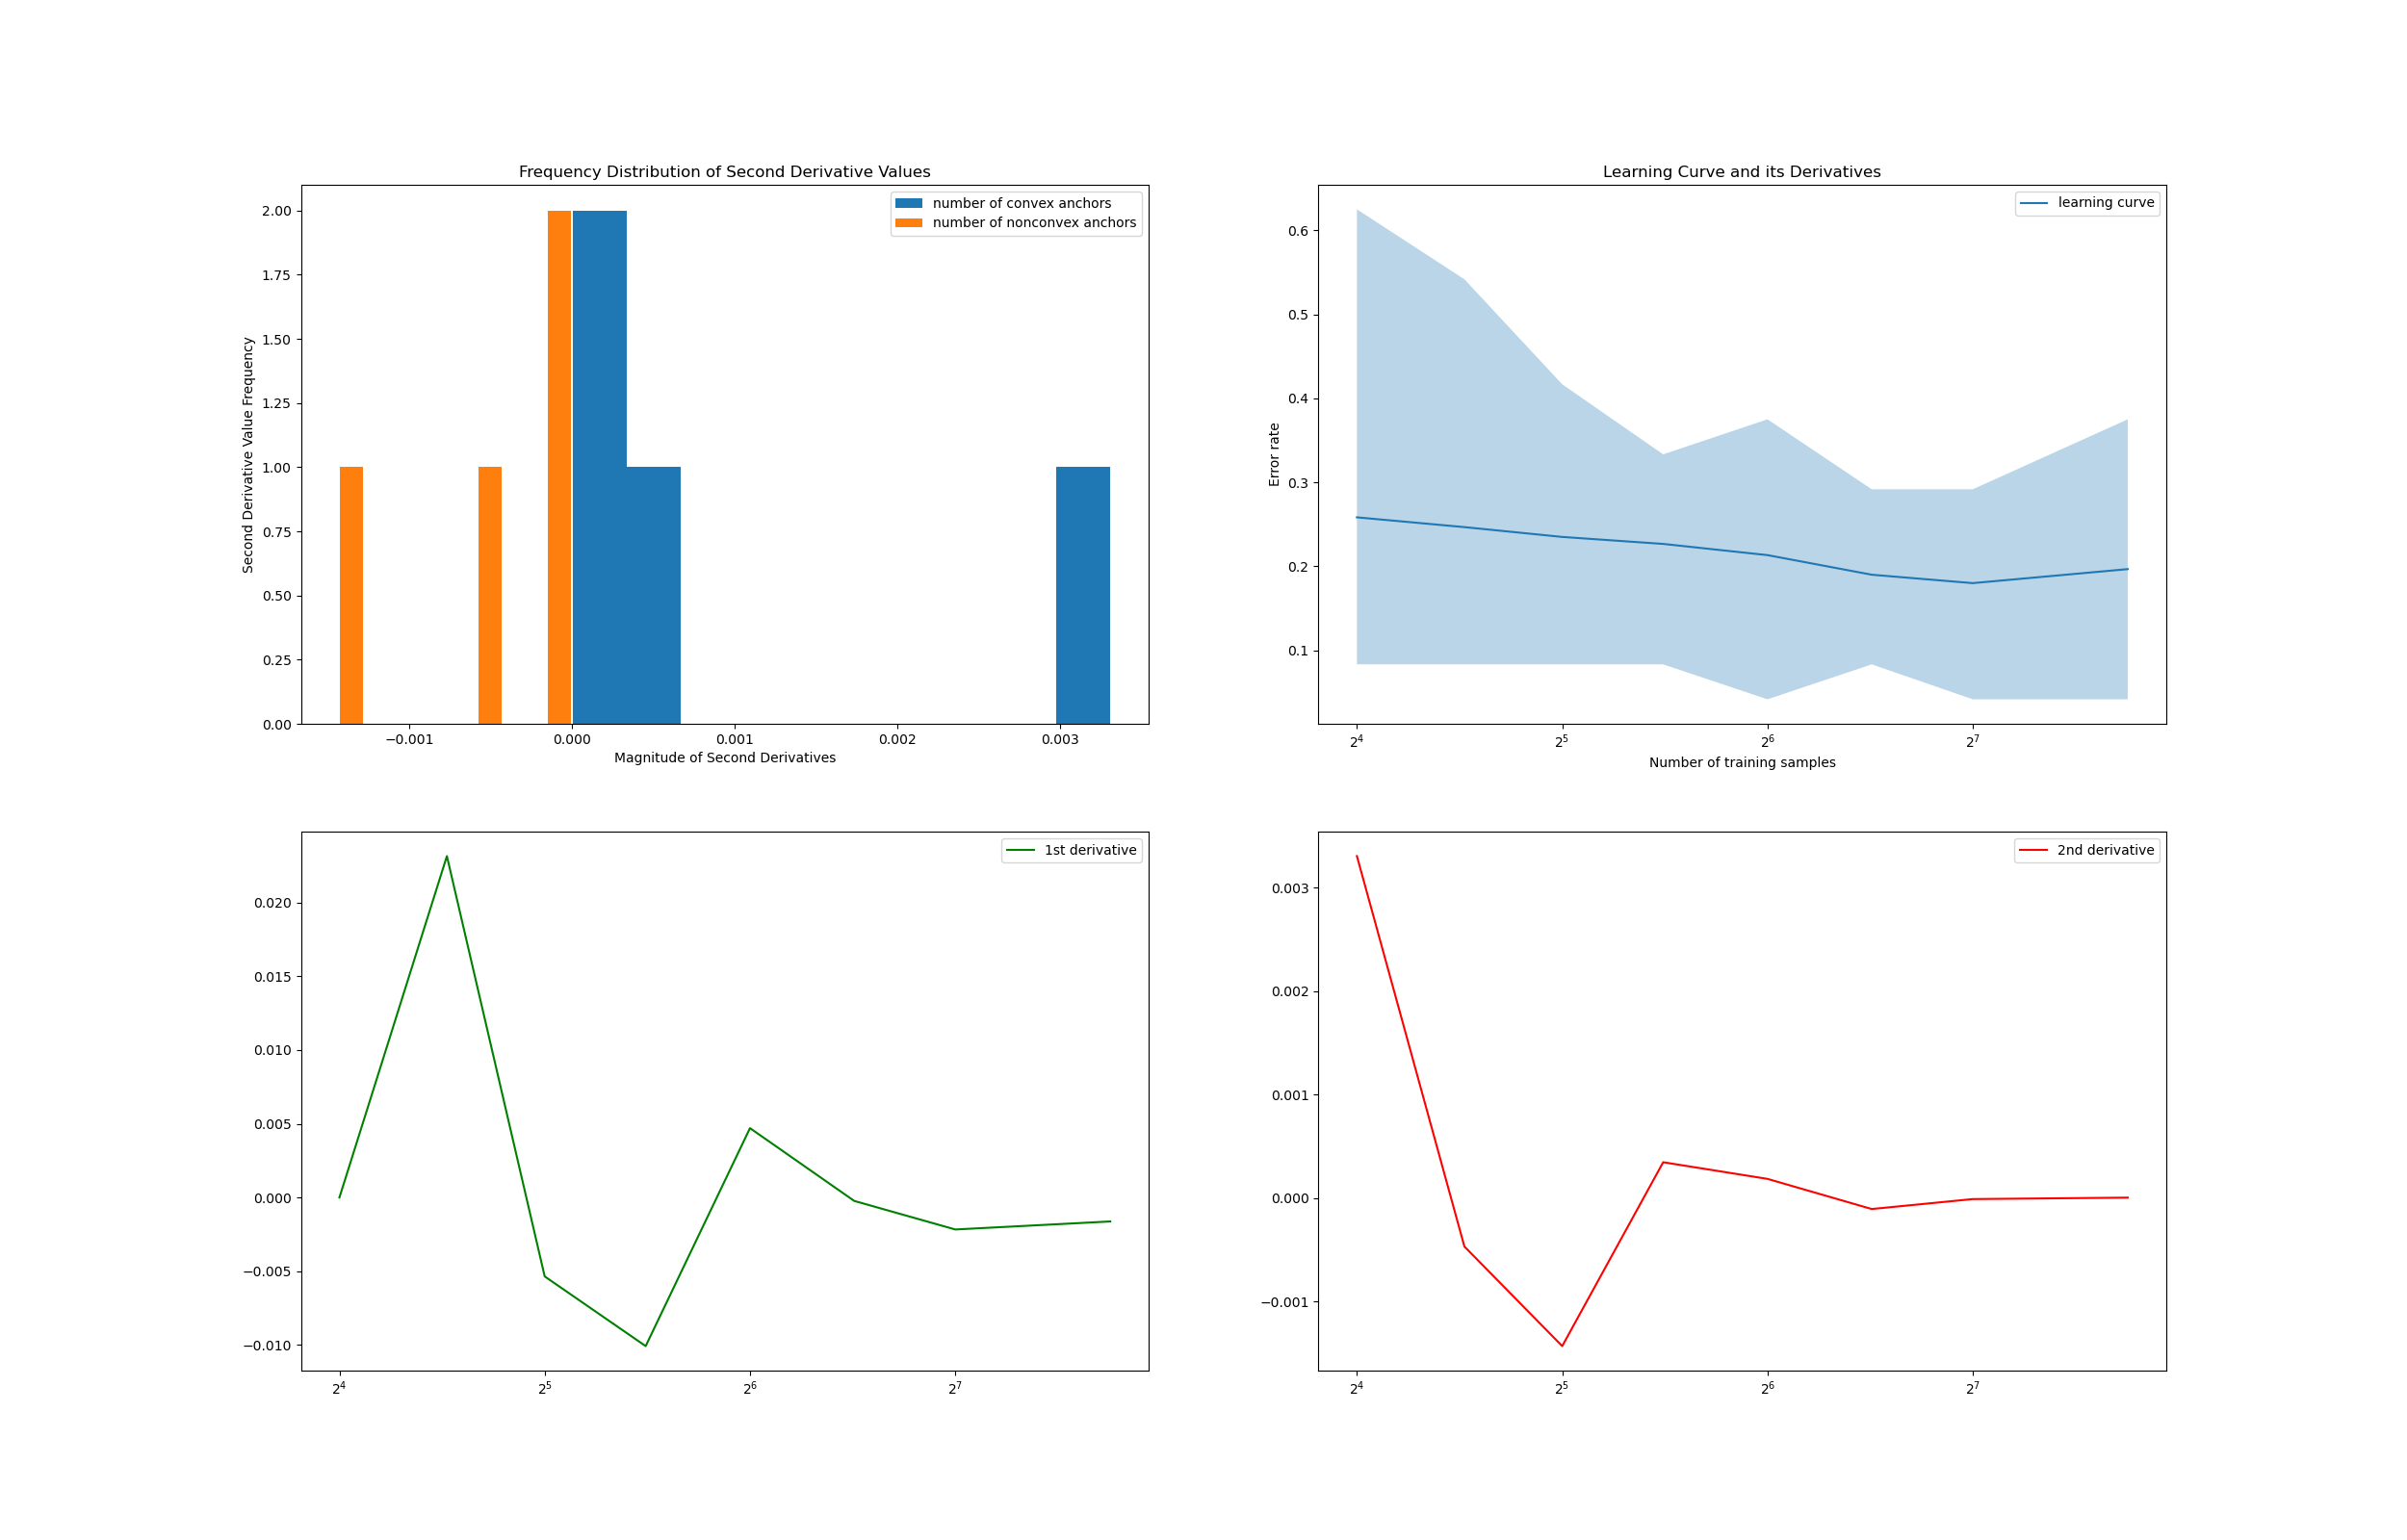 Frequency Distribution of Second Derivative Values
number of convex anchors
number of nonconvex anchors
2.00
1.75
1.50
1.25
1.00
0.75
0.50
0.25
0.00
Second Derivative Value Frequency
−0.001 0.000 0.001 0.002 0.003
Magnitude of Second Derivatives
Learning Curve and its Derivatives
learning curve
0.6
0.5
0.4
0.3
0.2
0.1
Error rate
2⁴ 2⁵ 2⁶ 2⁷
Number of training samples
1st derivative
0.020
0.015
0.010
0.005
0.000
−0.005
−0.010
2⁴ 2⁵ 2⁶ 2⁷
2nd derivative
0.003
0.002
0.001
0.000
−0.001
2⁴ 2⁵ 2⁶ 2⁷